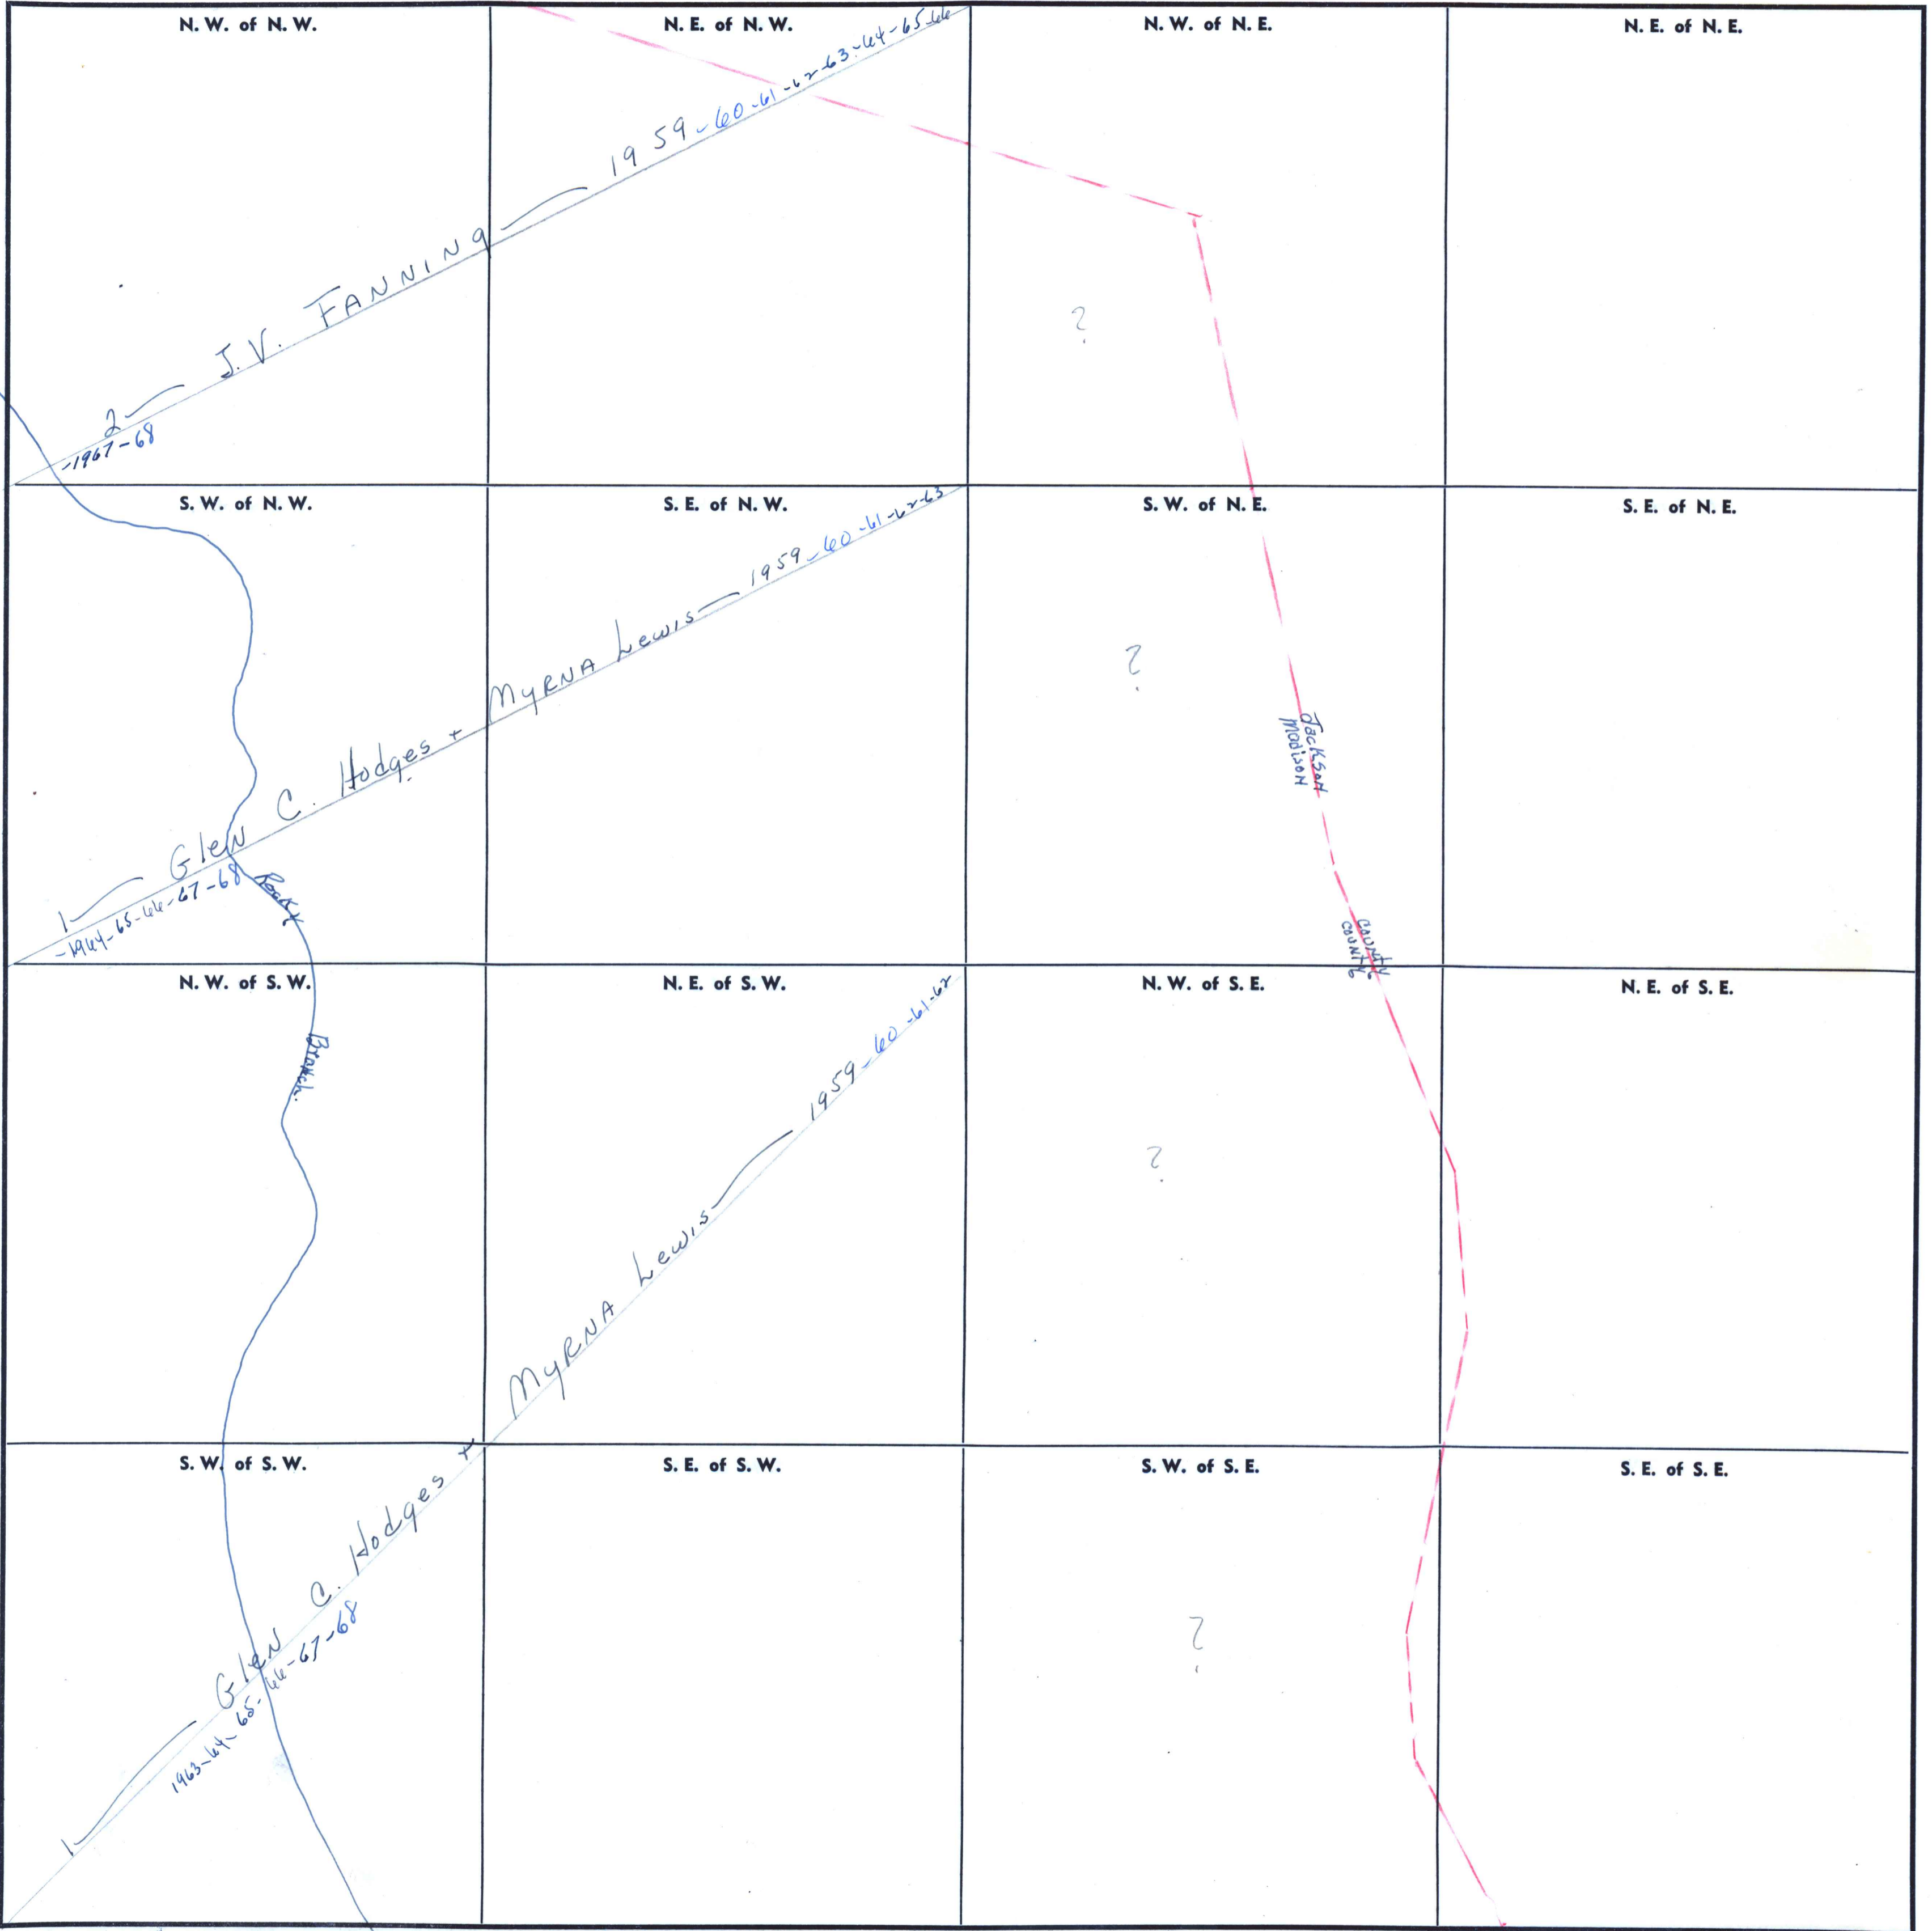 N. W. of N. W.
N. E. of N. W.
N. W. of N. E.
N. E. of N. E.
2 J. V. FANNINg 1959-60-61-62-63-64-65-66
-1967-68
?
S. W. of N. W.
S. E. of N. W.
S. W. of N. E.
S. E. of N. E.
1 GleN C. Hodges + MyRNA Lewis 1959-60-61-62-63
-1964-65-66-67-68
?
Jackson County
Madison County
Rocky Branch.
N. W. of S. W.
N. E. of S. W.
N. W. of S. E.
N. E. of S. E.
?
S. W. of S. W.
S. E. of S. W.
S. W. of S. E.
S. E. of S. E.
1 GleN C. Hodges + MyRNA Lewis 1959-60-61-62
1963-64-65-66-67-68
?